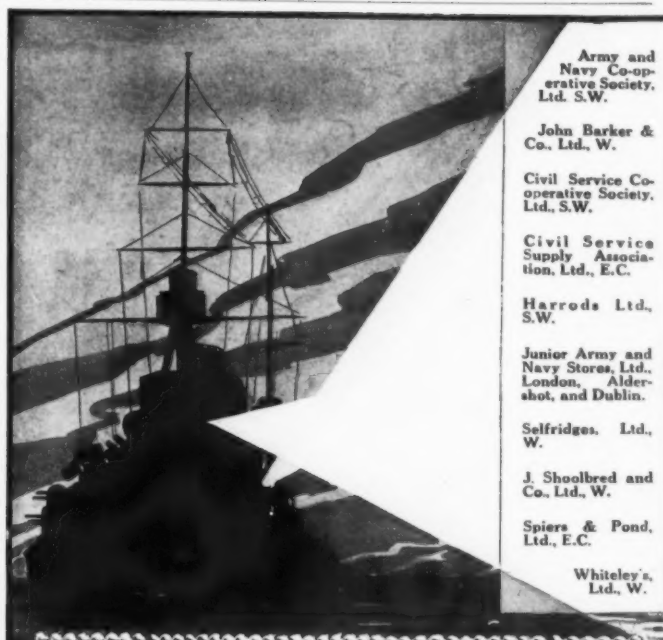 Army and
Navy Co-op-
erative Society,
Ltd. S.W.
John Barker &
Co., Ltd., W.
Civil Service Co-
operative Society,
Ltd., S.W.
Civil Service
Supply Associa-
tion, Ltd., E.C.
Harrods Ltd.,
S.W.
Junior Army and
Navy Stores, Ltd.,
London, Alder-
shot, and Dublin.
Selfridges, Ltd.,
W.
J. Shoolbred and
Co., Ltd., W.
Spiers & Pond,
Ltd., E.C.
Whiteley's,
Ltd., W.